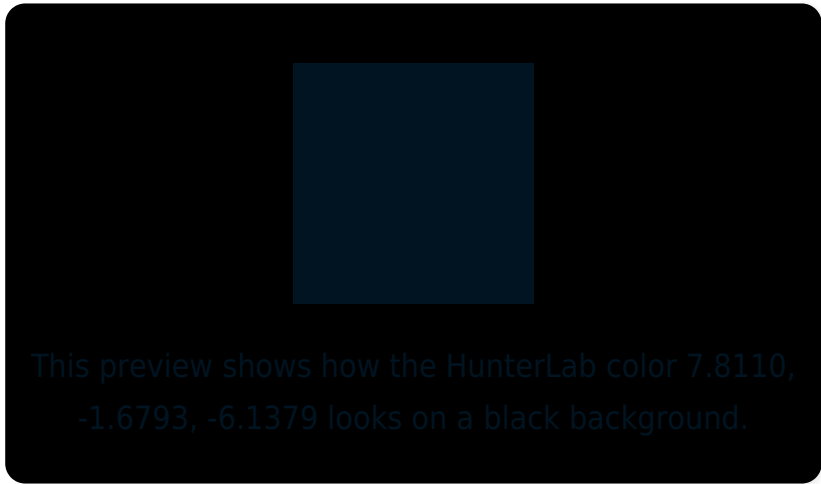 This preview shows how the HunterLab color 7.8110,
-1.6793, -6.1379 looks on a black background.